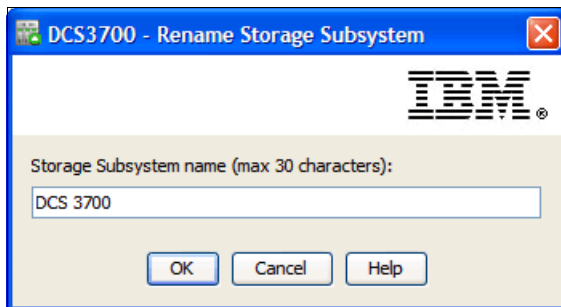 DCS3700 - Rename Storage Subsystem
IBM®
Storage Subsystem name (max 30 characters):
DCS 3700
OK Cancel Help